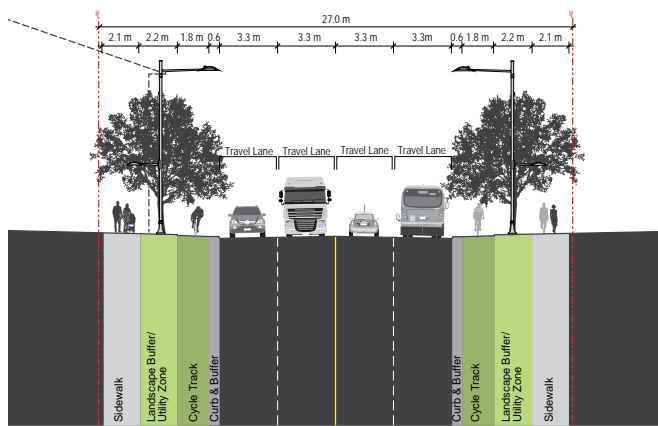 27.0 m
2.1 m 2.2 m 1.8 m 0.6 3.3 m 3.3 m 3.3 m 3.3m 0.6 1.8 m 2.2 m 2.1 m
Travel Lane Travel Lane Travel Lane Travel Lane
Sidewalk
Landscape Buffer/
Utility Zone
Cycle Track
Curb & Buffer
Curb & Buffer
Cycle Track
Landscape Buffer/
Utility Zone
Sidewalk